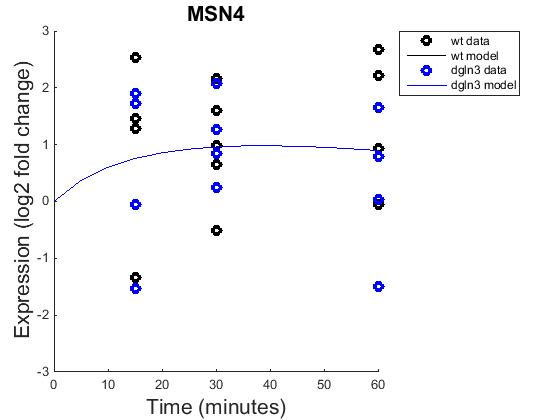 MSN4
wt data
wt model
dgln3 data
dgln3 model
3
2
1
0
-1
-2
-3
Expression (log2 fold change)
0 10 20 30 40 50 60
Time (minutes)